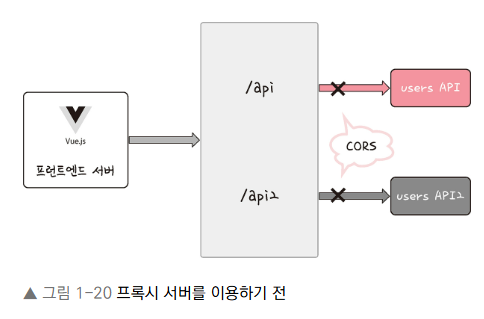 Vue.js
프런트엔드 서버
/api
/api2
CORS
users API
users API2
▲ 그림 1-20 프록시 서버를 이용하기 전